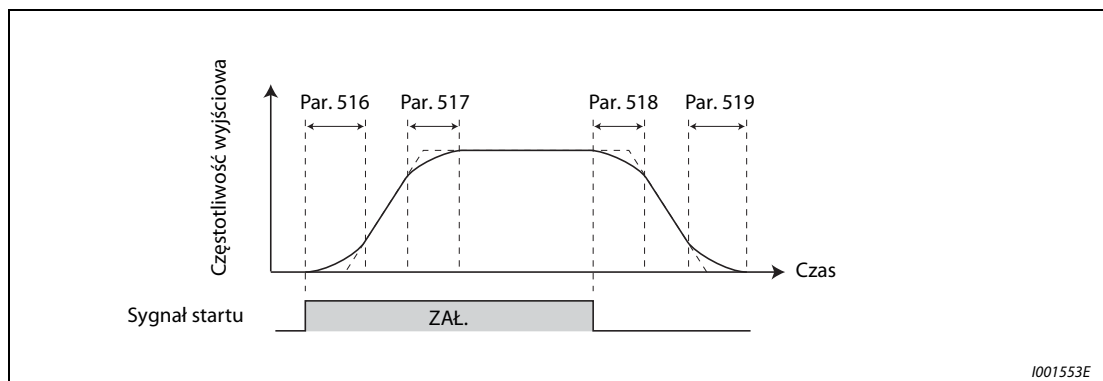 Par. 516 Par. 517 Par. 518 Par. 519
Częstotliwość wyjściowa
Czas
Sygnał startu
ZAŁ.
I001553E